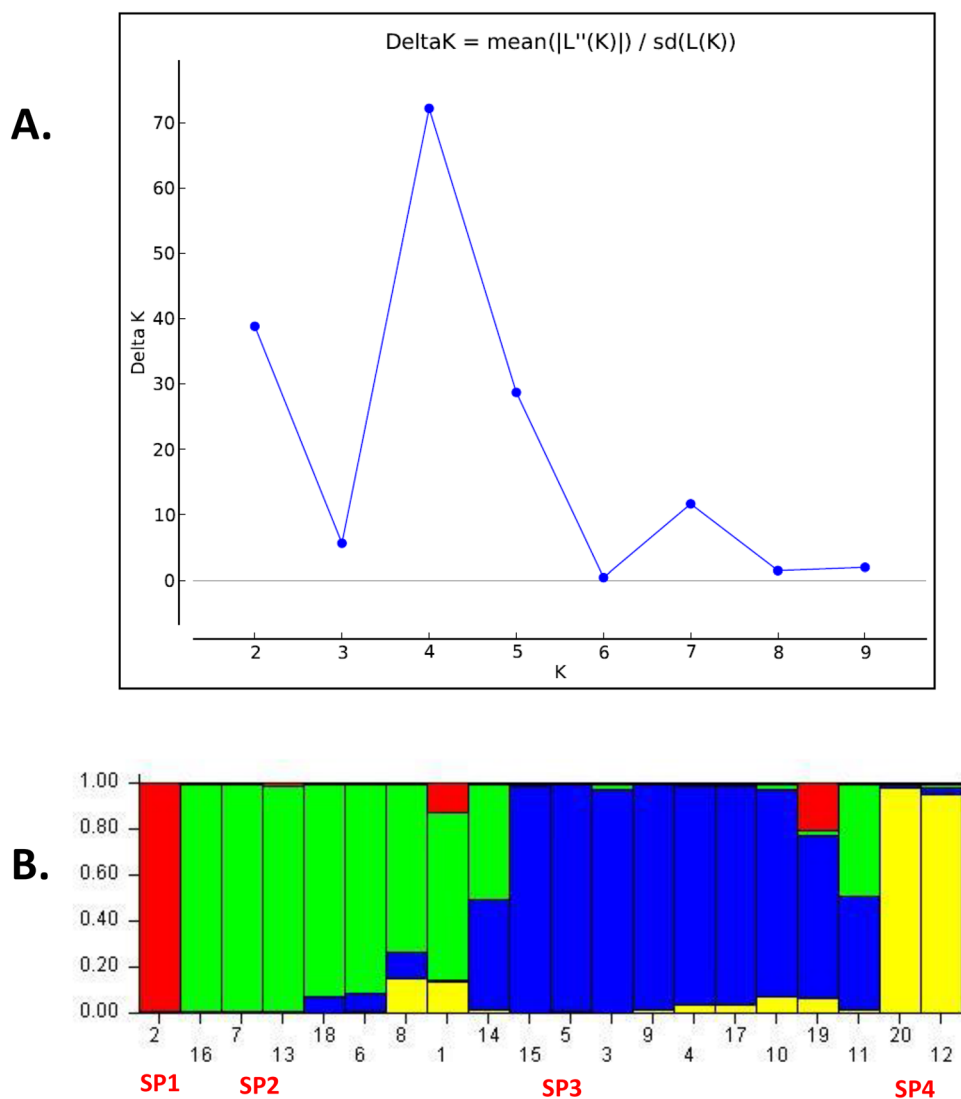 A.
DeltaK = mean(|L''(K)|) / sd(L(K))
Delta K
70
60
50
40
30
20
10
0
2 3 4 5 6 7 8 9
K
B.
1.00
0.80
0.60
0.40
0.20
0.00
2 7 18 8 14 5 9 17 19 20
16 13 6 1 15 3 4 10 11 12
SP1 SP2 SP3 SP4